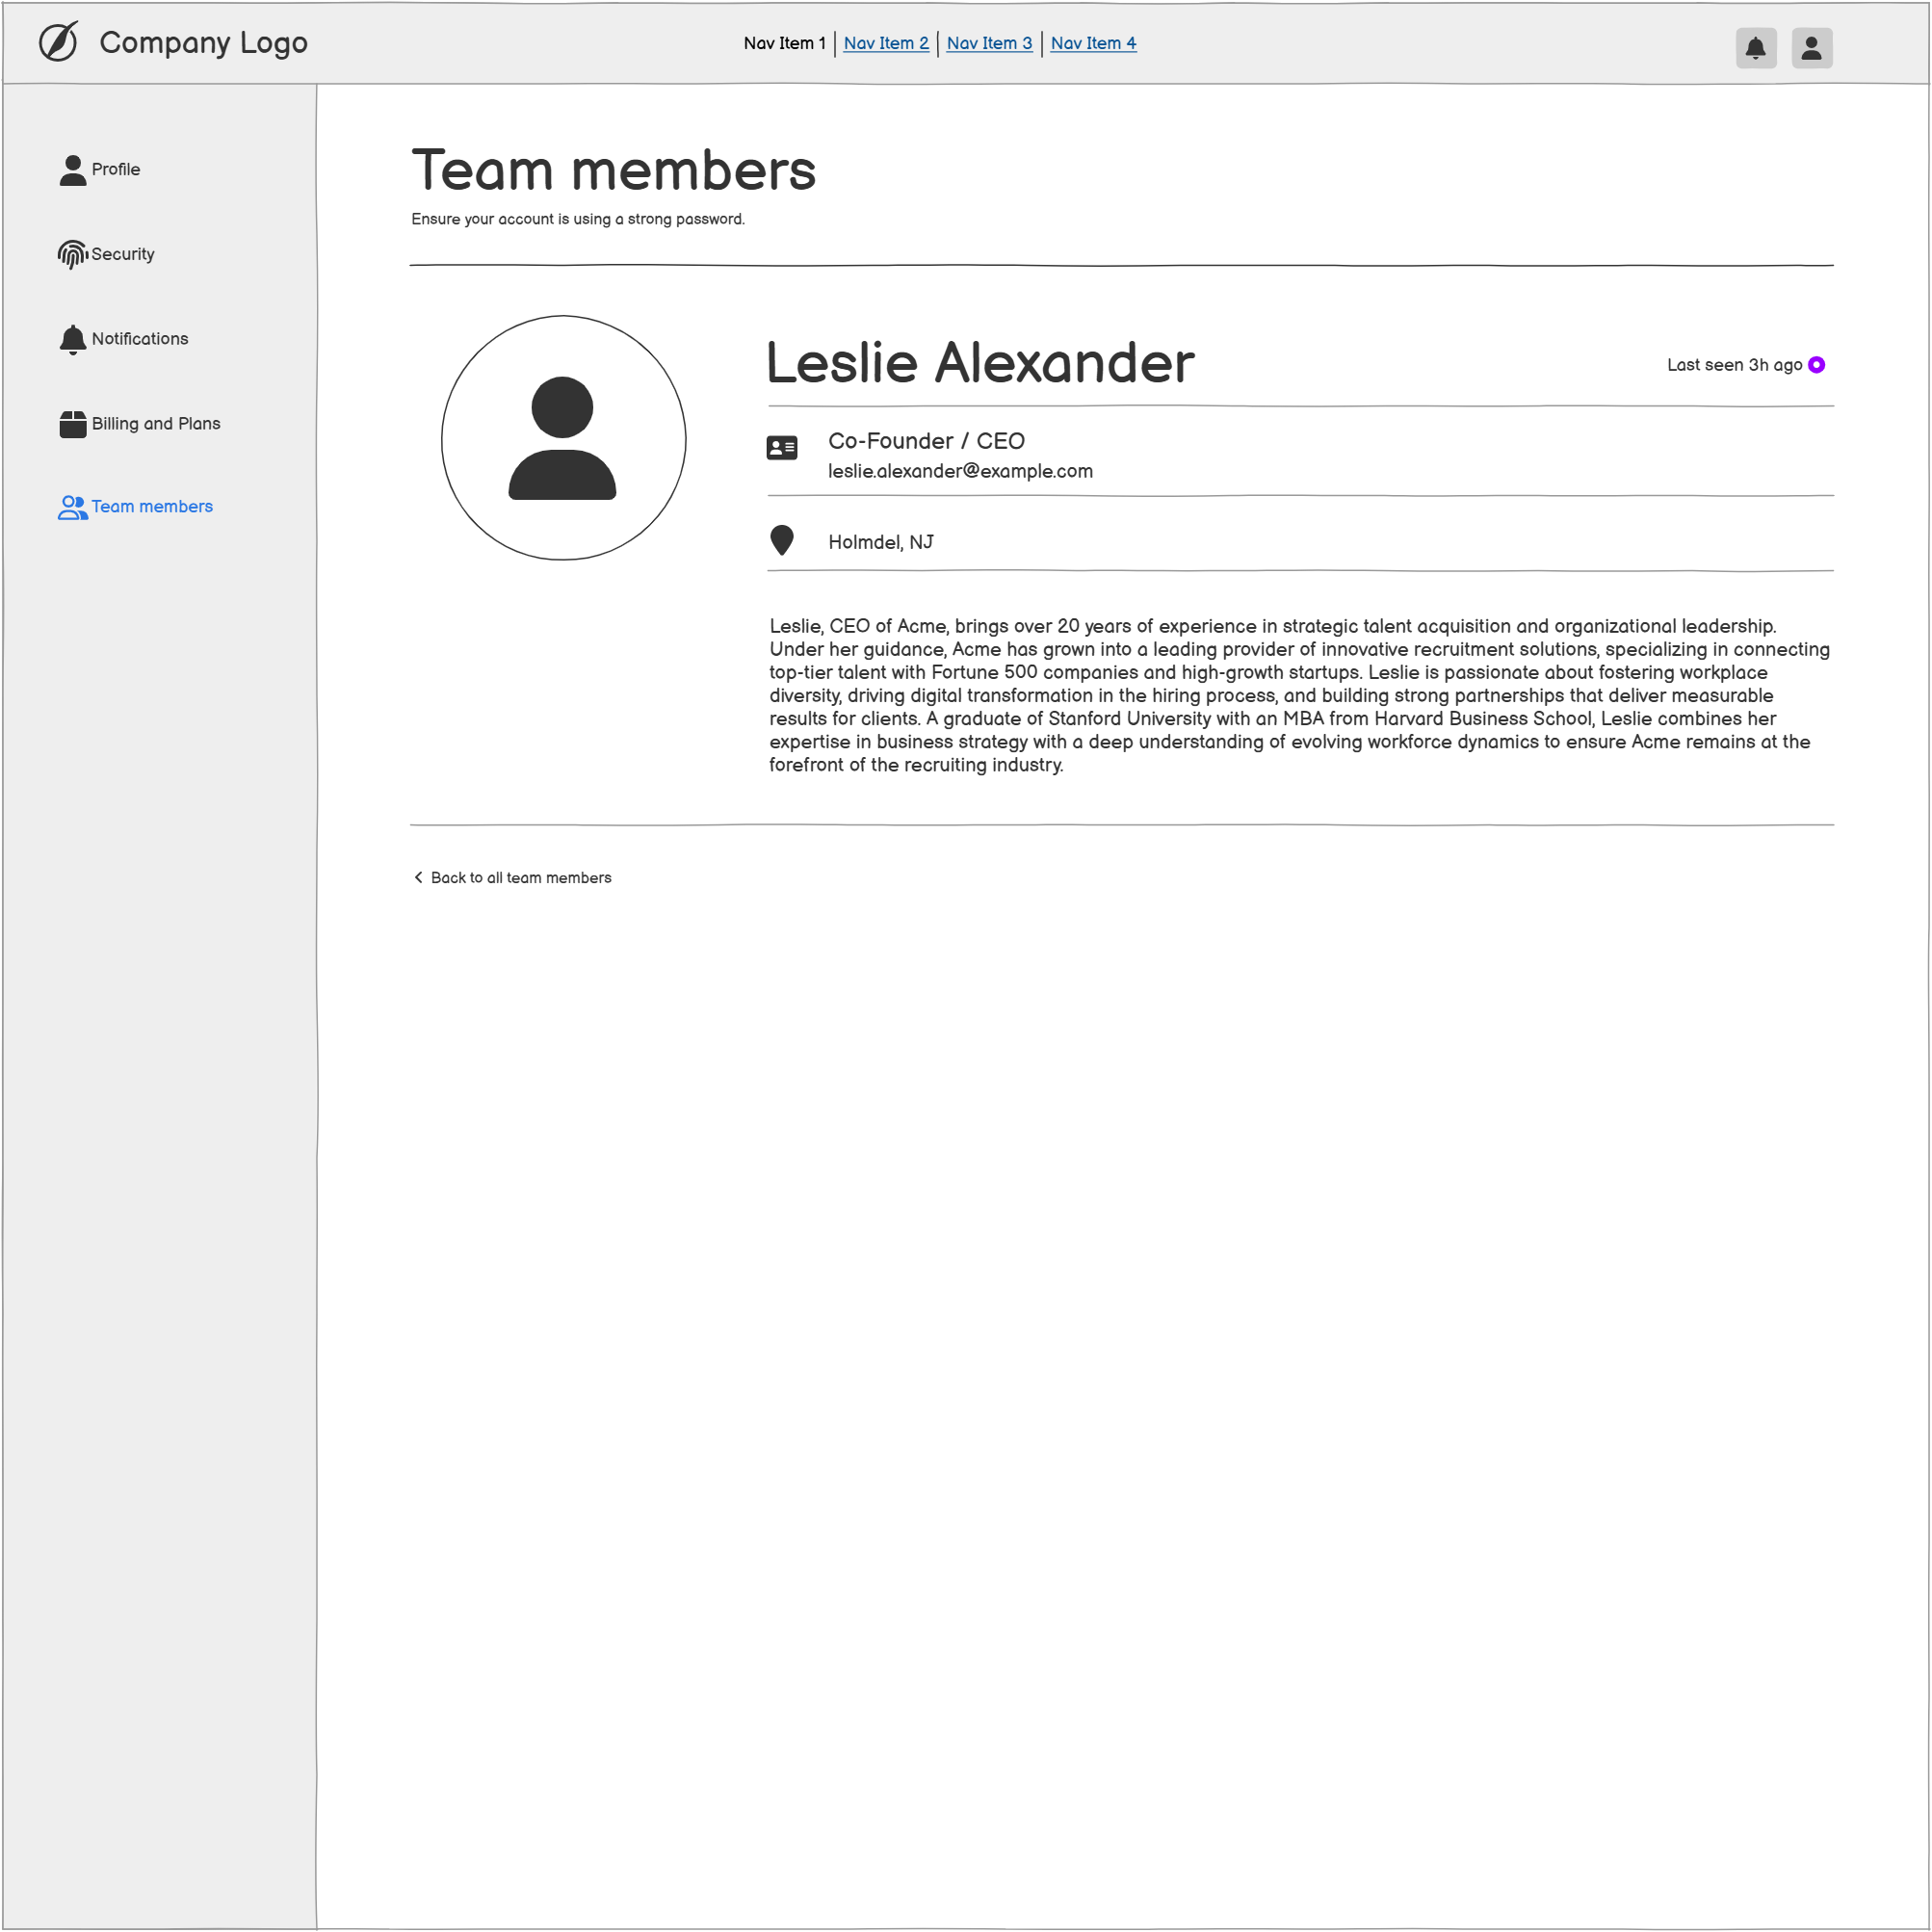 Company Logo
Nav Item 1 Nav Item 2 Nav Item 3 Nav Item 4
Profile
Security
Notifications
Billing and Plans
Team members
Team members
Ensure your account is using a strong password.
Leslie Alexander
Last seen 3h ago
Co-Founder / CEO
leslie.alexander@example.com
Holmdel, NJ
Leslie, CEO of Acme, brings over 20 years of experience in strategic talent acquisition and organizational leadership.
Under her guidance, Acme has grown into a leading provider of innovative recruitment solutions, specializing in connecting
top-tier talent with Fortune 500 companies and high-growth startups. Leslie is passionate about fostering workplace
diversity, driving digital transformation in the hiring process, and building strong partnerships that deliver measurable
results for clients. A graduate of Stanford University with an MBA from Harvard Business School, Leslie combines her
expertise in business strategy with a deep understanding of evolving workforce dynamics to ensure Acme remains at the
forefront of the recruiting industry.
Back to all team members